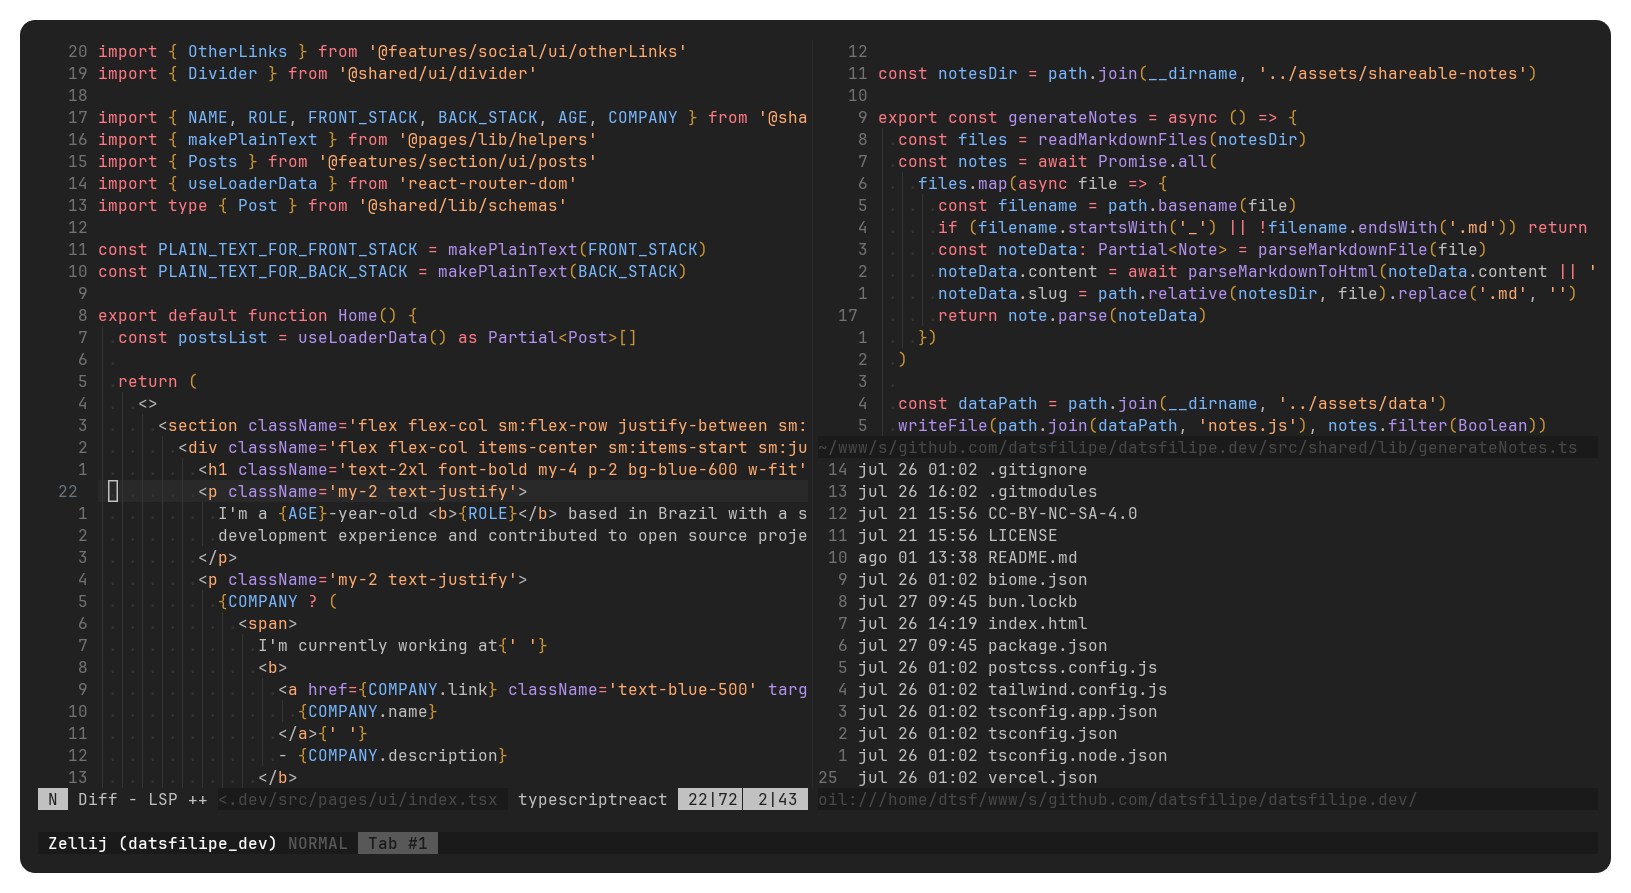 20 import { OtherLinks } from '@features/social/ui/otherLinks'
19 import { Divider } from '@shared/ui/divider'
18
17 import { NAME, ROLE, FRONT_STACK, BACK_STACK, AGE, COMPANY } from '@sha
16 import { makePlainText } from '@pages/lib/helpers'
15 import { Posts } from '@features/section/ui/posts'
14 import { useLoaderData } from 'react-router-dom'
13 import type { Post } from '@shared/lib/schemas'
12
11 const PLAIN_TEXT_FOR_FRONT_STACK = makePlainText(FRONT_STACK)
10 const PLAIN_TEXT_FOR_BACK_STACK = makePlainText(BACK_STACK)
9
8 export default function Home() {
7 const postsList = useLoaderData() as Partial<Post>[]
6
5 return (
4 <>
3 <section className='flex flex-col sm:flex-row justify-between sm:
2 <div className='flex flex-col items-center sm:items-start sm:ju
1 <h1 className='text-2xl font-bold my-4 p-2 bg-blue-600 w-fit'
22 <p className='my-2 text-justify'>
1 I'm a {AGE}-year-old <b>{ROLE}</b> based in Brazil with a s
2 development experience and contributed to open source proje
3 </p>
4 <p className='my-2 text-justify'>
5 {COMPANY ? (
6 <span>
7 I'm currently working at{' '}
8 <b>
9 <a href={COMPANY.link} className='text-blue-500' targ
10 {COMPANY.name}
11 </a>{' '}
12 - {COMPANY.description}
13 </b>
N Diff - LSP ++ <.dev/src/pages/ui/index.tsx typescriptreact 22|72 2|43
12
11 const notesDir = path.join(__dirname, '../assets/shareable-notes')
10
9 export const generateNotes = async () => {
8 const files = readMarkdownFiles(notesDir)
7 const notes = await Promise.all(
6 files.map(async file => {
5 const filename = path.basename(file)
4 if (filename.startsWith('_') || !filename.endsWith('.md')) return
3 const noteData: Partial<Note> = parseMarkdownFile(file)
2 noteData.content = await parseMarkdownToHtml(noteData.content || '
1 noteData.slug = path.relative(notesDir, file).replace('.md', '')
17 return note.parse(noteData)
1 })
2 )
3
4 const dataPath = path.join(__dirname, '../assets/data')
5 writeFile(path.join(dataPath, 'notes.js'), notes.filter(Boolean))
~/www/s/github.com/datsfilipe/datsfilipe.dev/src/shared/lib/generateNotes.ts
14 jul 26 01:02 .gitignore
13 jul 26 16:02 .gitmodules
12 jul 21 15:56 CC-BY-NC-SA-4.0
11 jul 21 15:56 LICENSE
10 ago 01 13:38 README.md
9 jul 26 01:02 biome.json
8 jul 27 09:45 bun.lockb
7 jul 26 14:19 index.html
6 jul 27 09:45 package.json
5 jul 26 01:02 postcss.config.js
4 jul 26 01:02 tailwind.config.js
3 jul 26 01:02 tsconfig.app.json
2 jul 26 01:02 tsconfig.json
1 jul 26 01:02 tsconfig.node.json
25 jul 26 01:02 vercel.json
oil:///home/dtsf/www/s/github.com/datsfilipe/datsfilipe.dev/
Zellij (datsfilipe_dev) NORMAL Tab #1